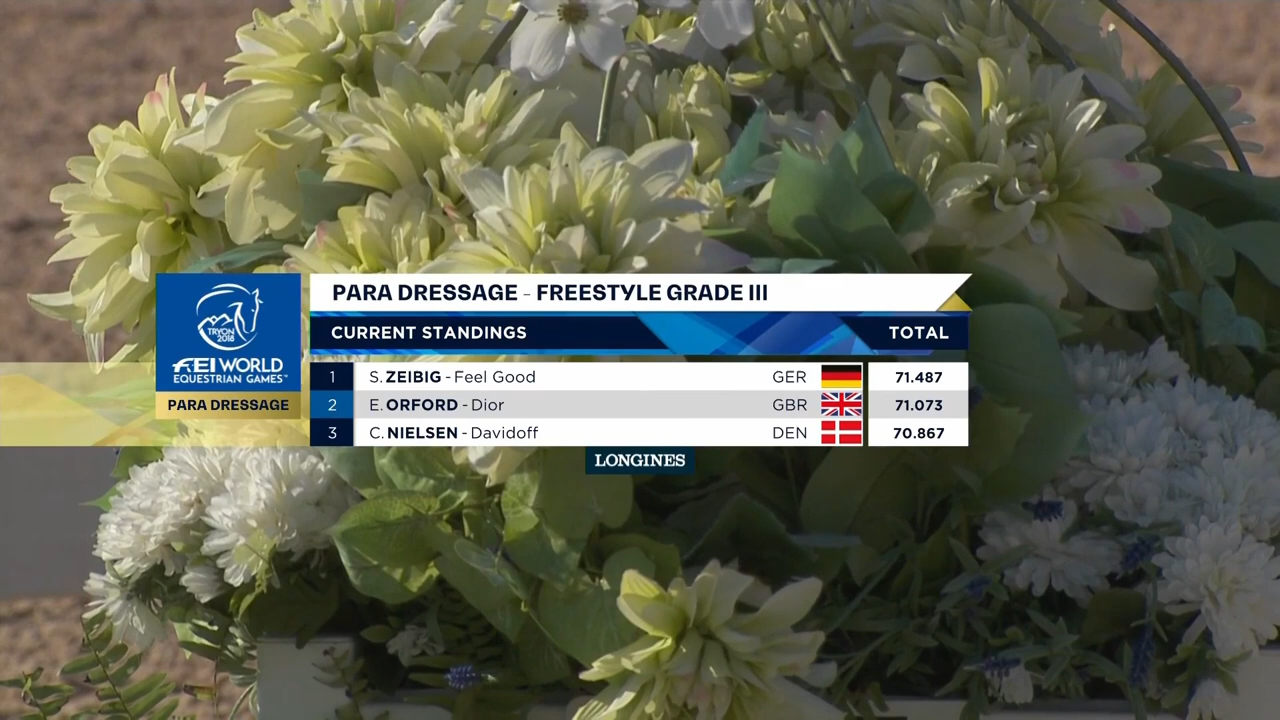 PARA DRESSAGE - FREESTYLE GRADE III
CURRENT STANDINGS TOTAL
1 S. ZEIBIG - Feel Good GER 71.487
2 E. ORFORD - Dior GBR 71.073
3 C. NIELSEN - Davidoff DEN 70.867
TRYON
2018
FEI WORLD
EQUESTRIAN GAMES™
PARA DRESSAGE
LONGINES